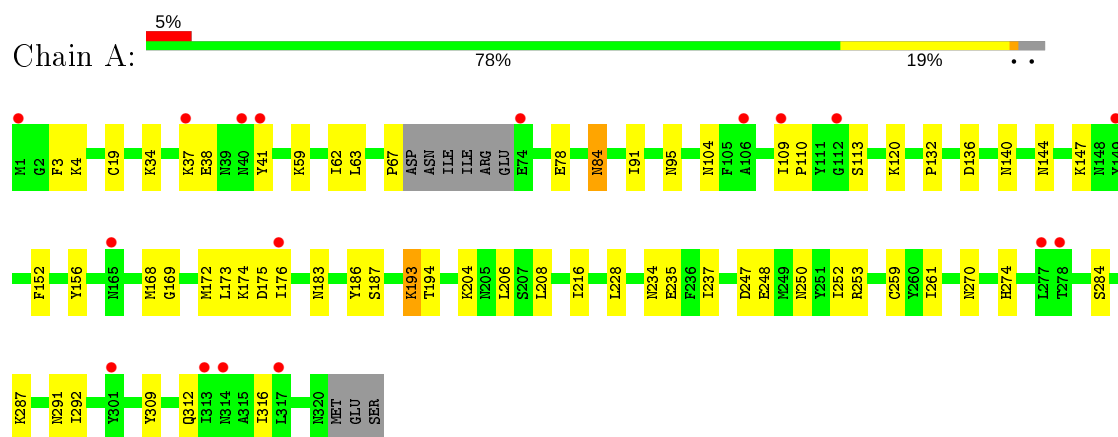 5%
Chain A:
78% 19% • •
M1 G2 F3 K4 C19 K34 K37 E38 N39 N40 Y41 K59 I62 L63 P67 ASP ASN ILE ILE ARG GLU E74 E78 N84 I91 N95 N104 F105 A106 I109 P110 Y111 G112 S113 K120 P132 D136 N140 N144 K147 N148 Y149
F152 Y156 N165 M168 G169 M172 L173 K174 D175 I176 N183 Y186 S187 K193 T194 K204 N205 L206 S207 L208 I216 L228 N234 E235 F236 I237 D247 E248 M249 N250 Y251 I252 R253 C259 Y260 I261 N270 H274 L277 T278 S284
K287 N291 I292 Y301 Y309 Q312 I313 N314 A315 I316 L317 N320 MET GLU SER